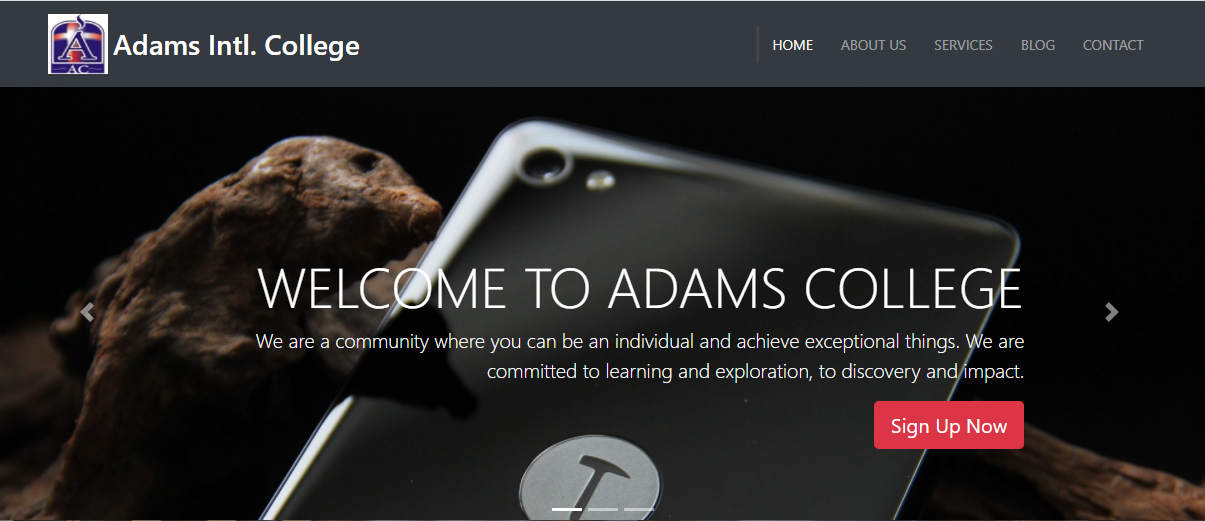 A
AC
Adams Intl. College
HOME
ABOUT US
SERVICES
BLOG
CONTACT
WELCOME TO ADAMS COLLEGE
We are a community where you can be an individual and achieve exceptional things. We are
committed to learning and exploration, to discovery and impact.
Sign Up Now